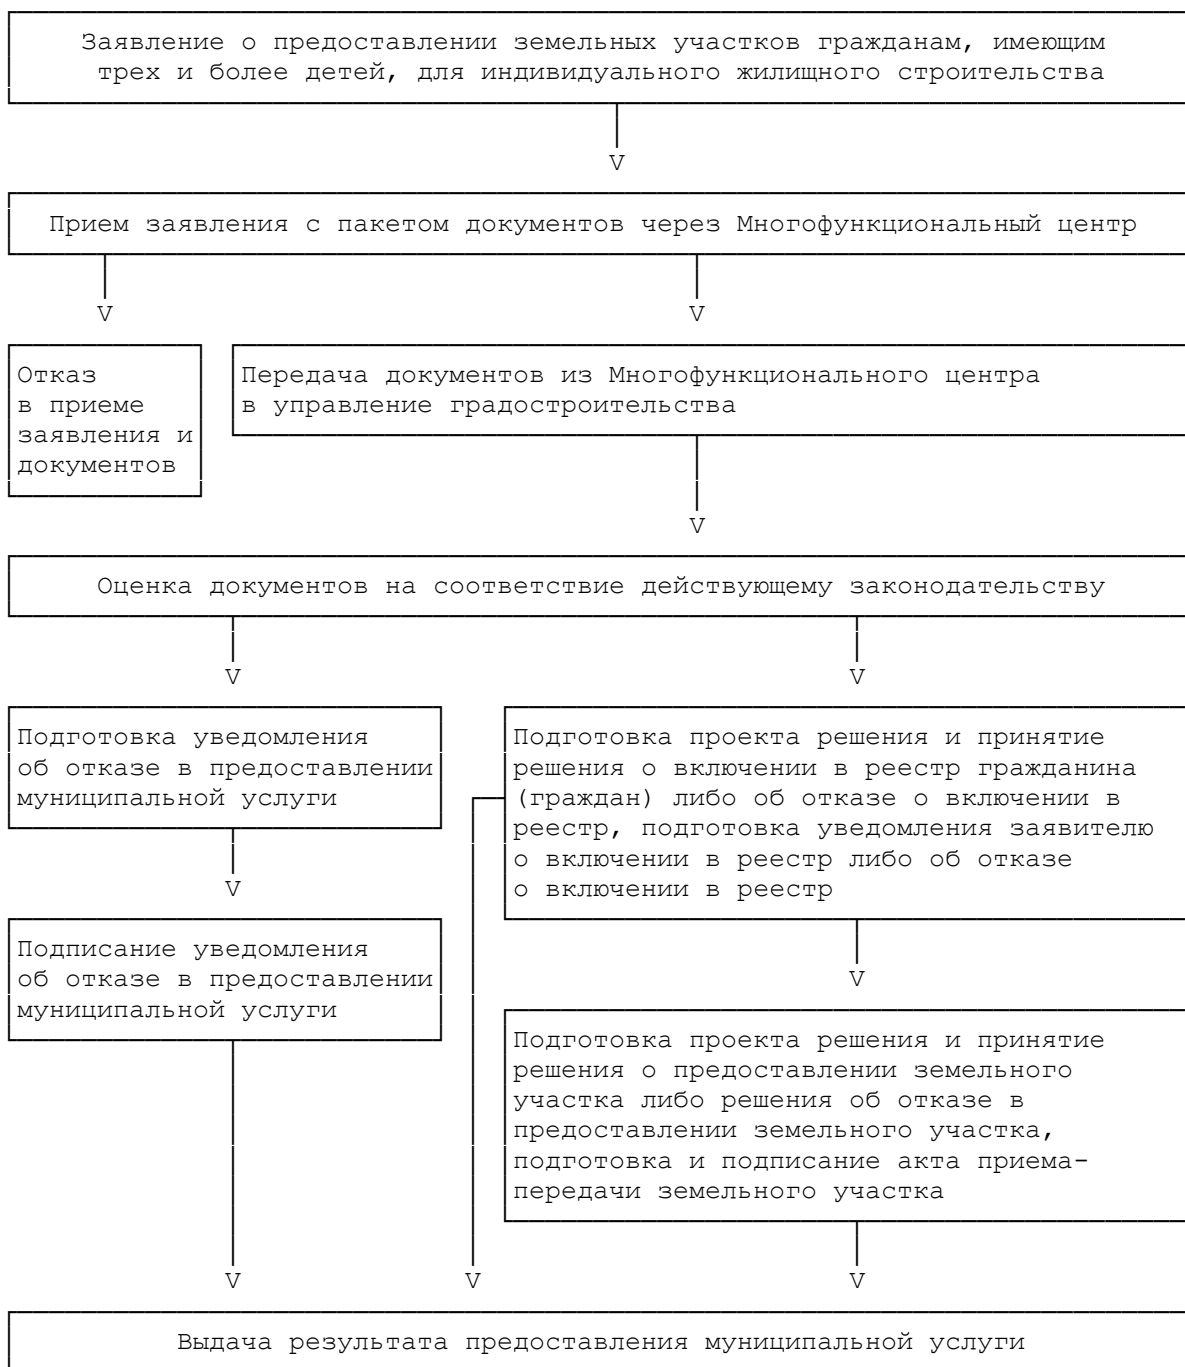 Заявление о предоставлении земельных участков гражданам, имеющим
трех и более детей, для индивидуального жилищного строительства
V
Прием заявления с пакетом документов через Многофункциональный центр
V
V
Отказ
в приеме
заявления и
документов
Передача документов из Многофункционального центра
в управление градостроительства
V
Оценка документов на соответствие действующему законодательству
V
V
Подготовка уведомления
об отказе в предоставлении
муниципальной услуги
V
Подписание уведомления
об отказе в предоставлении
муниципальной услуги
Подготовка проекта решения и принятие
решения о включении в реестр гражданина
(граждан) либо об отказе о включении в
реестр, подготовка уведомления заявителю
о включении в реестр либо об отказе
о включении в реестр
V
Подготовка проекта решения и принятие
решения о предоставлении земельного
участка либо решения об отказе в
предоставлении земельного участка,
подготовка и подписание акта приема-
передачи земельного участка
V
V
V
Выдача результата предоставления муниципальной услуги